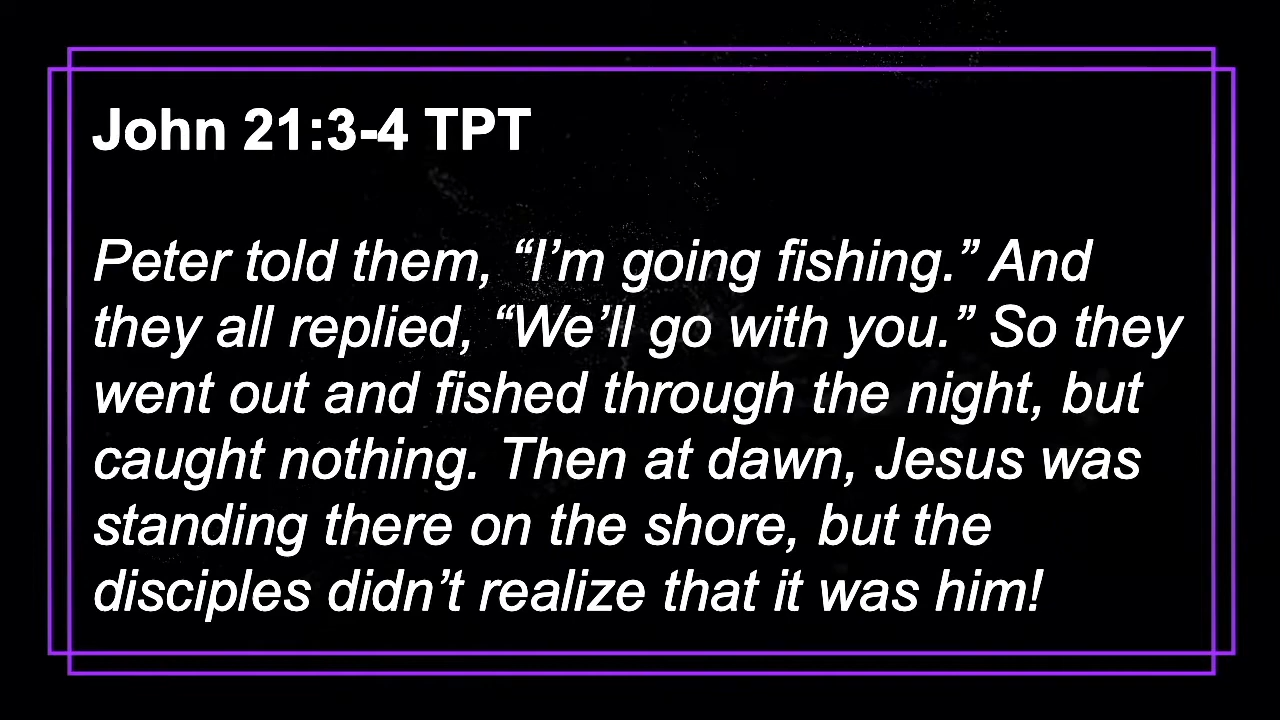 John 21:3-4 TPT
Peter told them, “I’m going fishing.” And
they all replied, “We’ll go with you.” So they
went out and fished through the night, but
caught nothing. Then at dawn, Jesus was
standing there on the shore, but the
disciples didn’t realize that it was him!